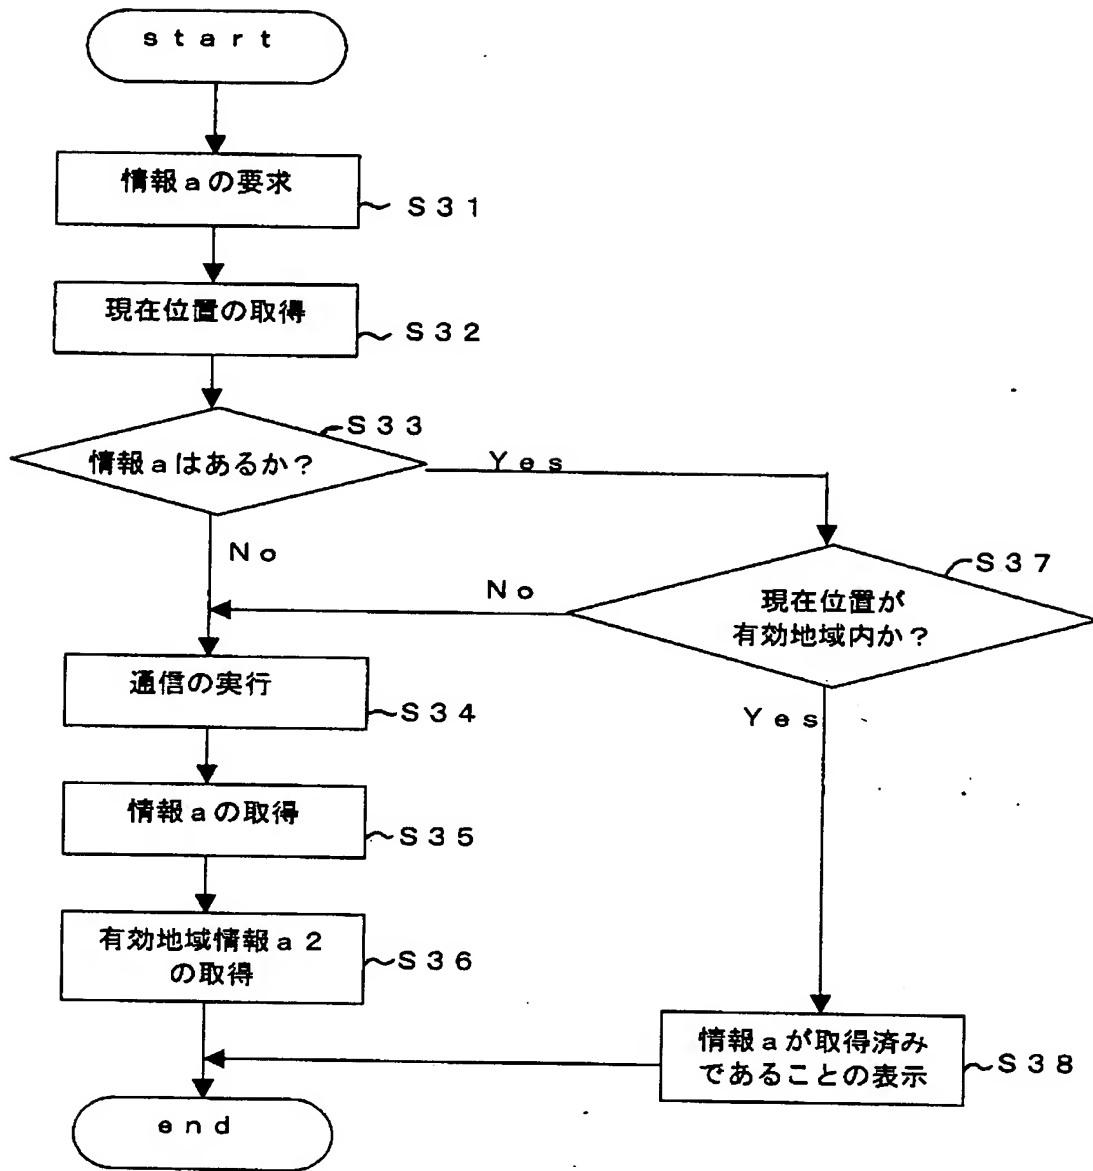 ｓｔａｒｔ
情報ａの要求
Ｓ３１
現在位置の取得
Ｓ３２
Ｓ３３
情報ａはあるか？
Ｙｅｓ
Ｎｏ
Ｓ３７
現在位置が
有効地域内か？
Ｎｏ
Ｙｅｓ
通信の実行
Ｓ３４
情報ａの取得
Ｓ３５
有効地域情報ａ２
の取得
Ｓ３６
情報ａが取得済み
であることの表示
Ｓ３８
ｅｎｄ